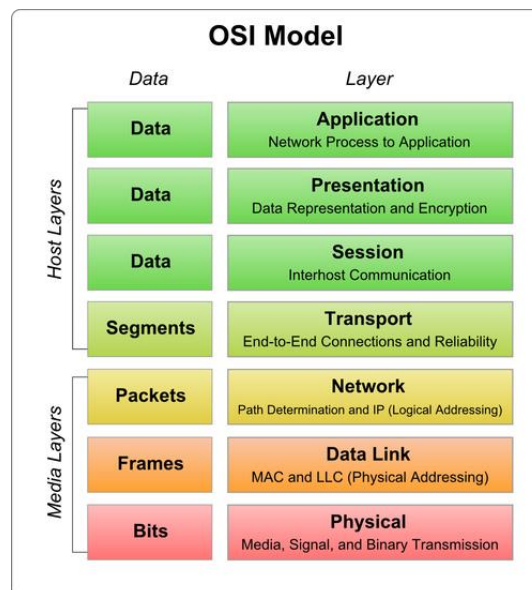 OSI Model
Data Layer
Host Layers
Data
Application
Network Process to Application
Data
Presentation
Data Representation and Encryption
Data
Session
Interhost Communication
Segments
Transport
End-to-End Connections and Reliability
Media Layers
Packets
Network
Path Determination and IP (Logical Addressing)
Frames
Data Link
MAC and LLC (Physical Addressing)
Bits
Physical
Media, Signal, and Binary Transmission